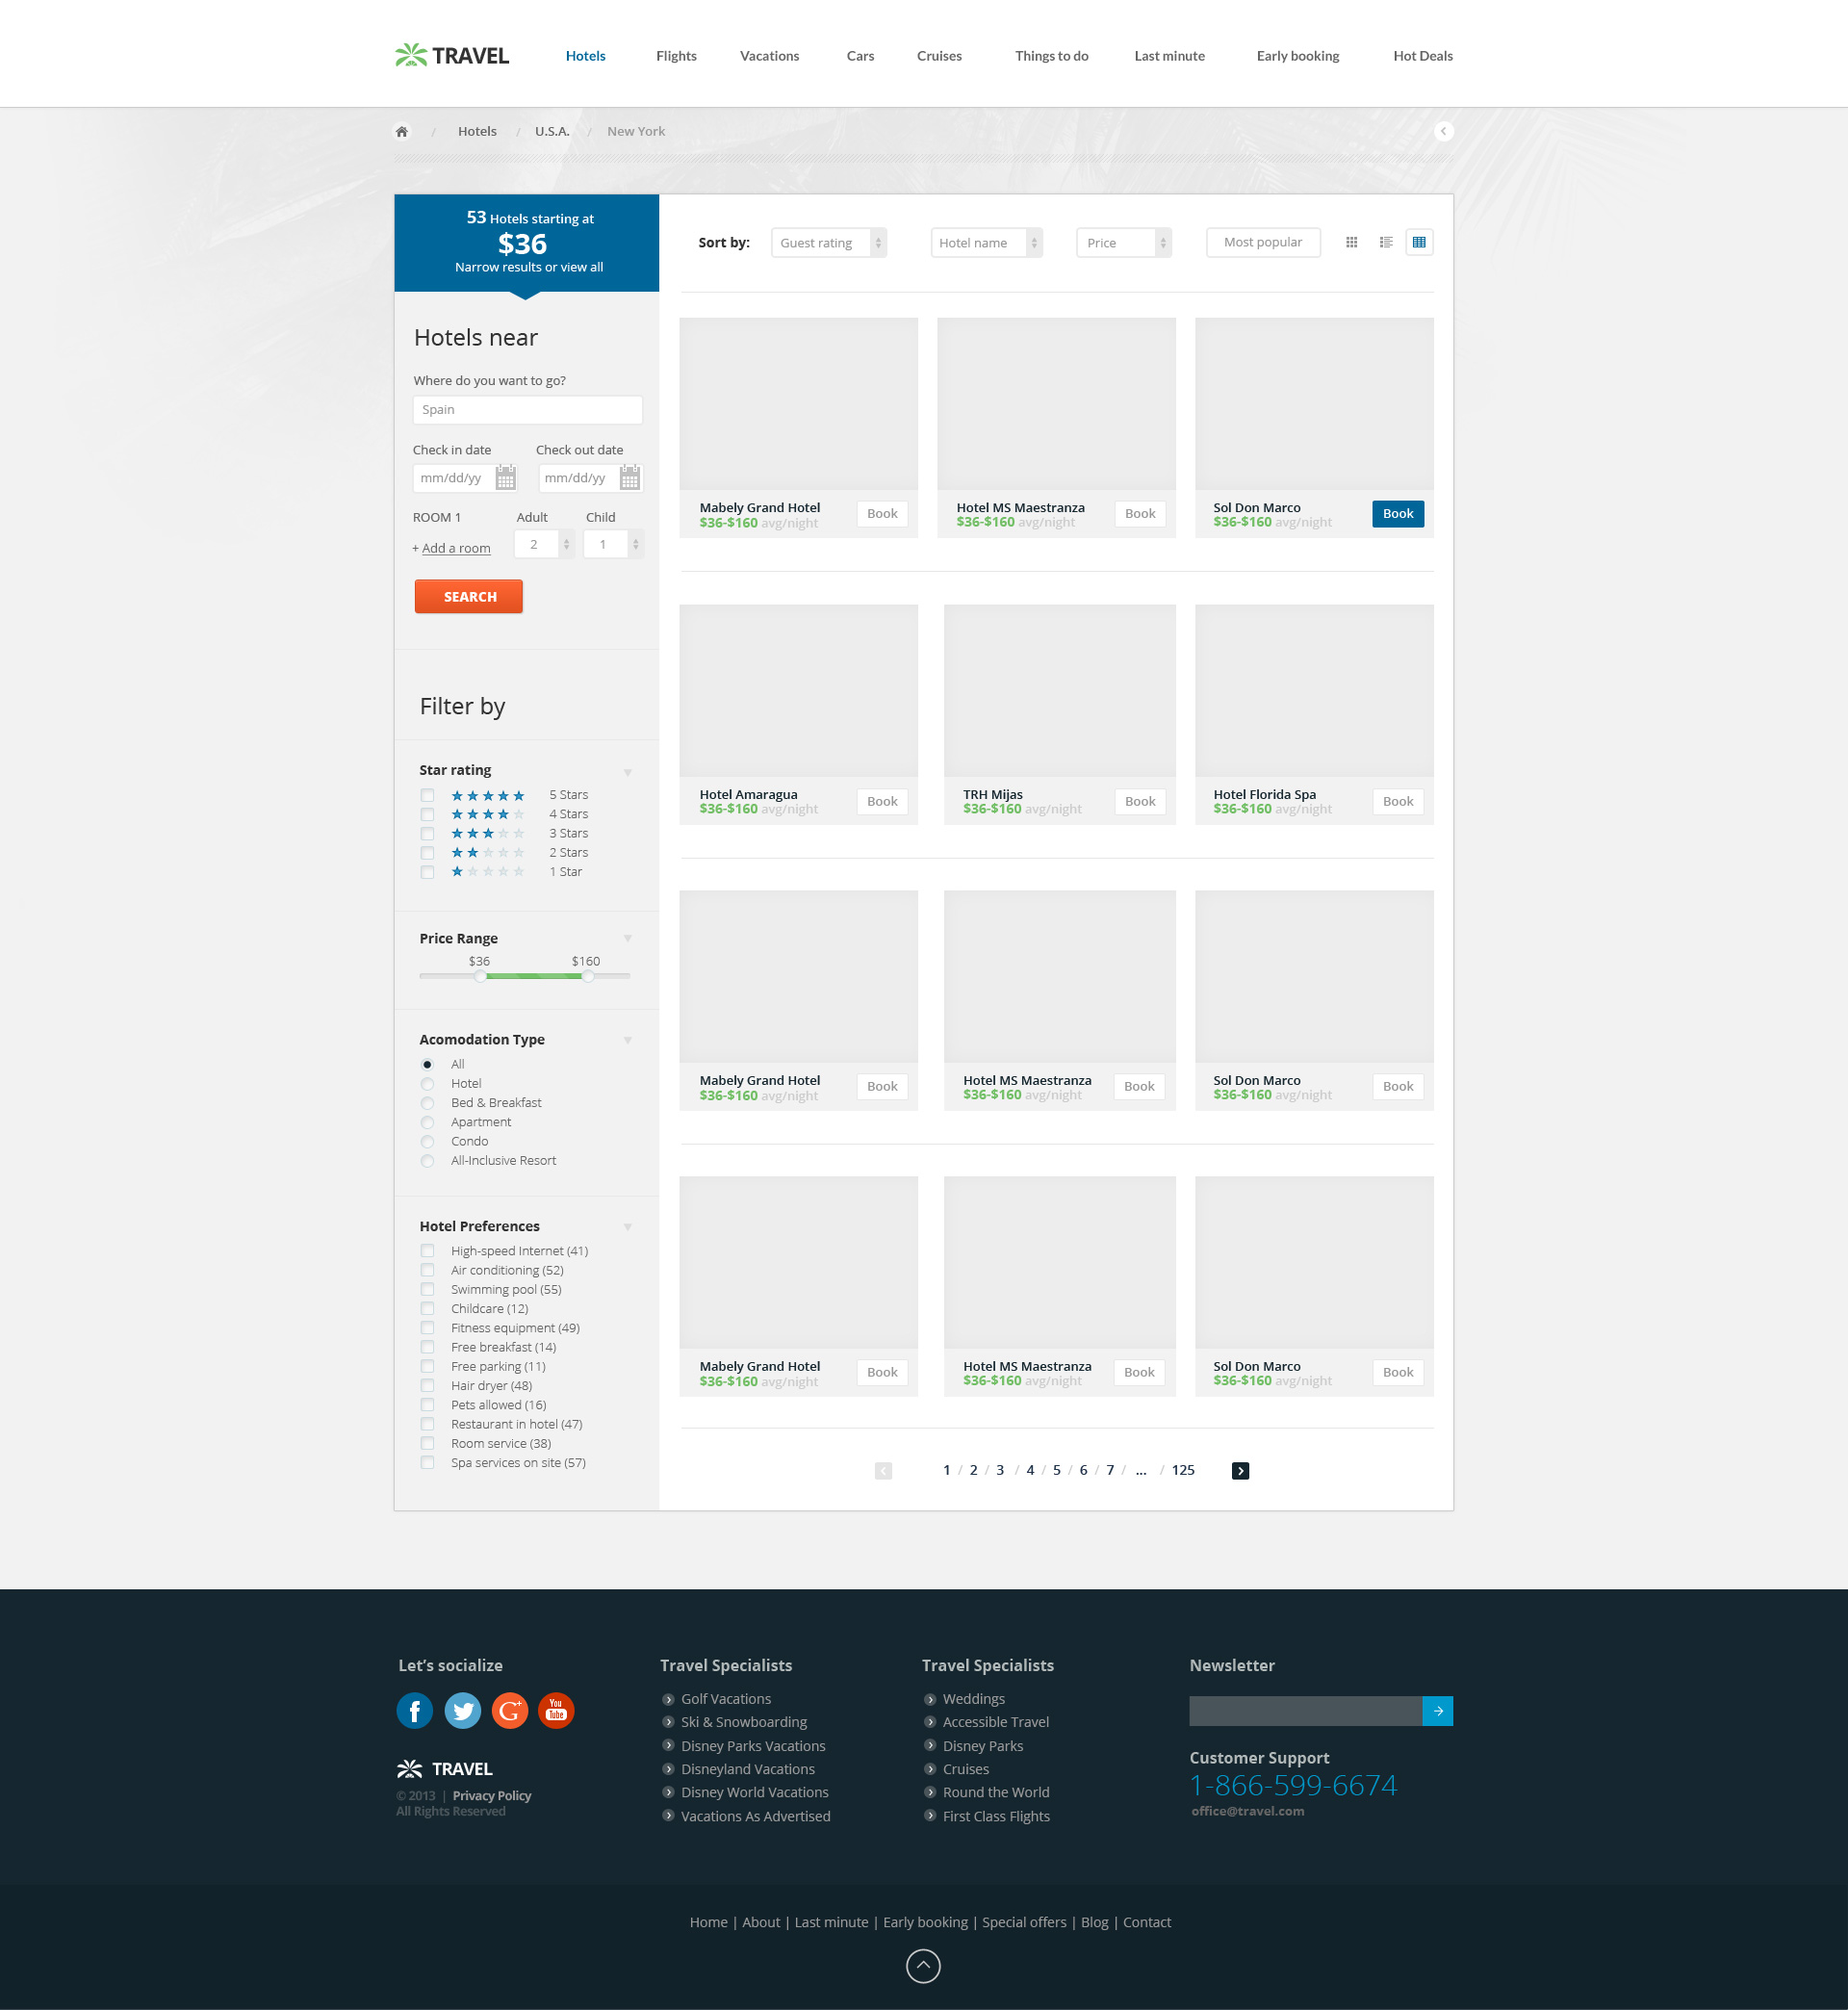 TRAVEL Hotels Flights Vacations Cars Cruises Things to do Last minute Early booking Hot Deals
/ Hotels / U.S.A. / New York
53 Hotels starting at
$36
Narrow results or view all
Hotels near
Where do you want to go?
Spain
Check in date Check out date
mm/dd/yy mm/dd/yy
ROOM 1 Adult Child
+ Add a room 2 1
SEARCH
Filter by
Star rating
5 Stars
4 Stars
3 Stars
2 Stars
1 Star
Price Range
$36 $160
Acomodation Type
All
Hotel
Bed & Breakfast
Apartment
Condo
All-Inclusive Resort
Hotel Preferences
High-speed Internet (41)
Air conditioning (52)
Swimming pool (55)
Childcare (12)
Fitness equipment (49)
Free breakfast (14)
Free parking (11)
Hair dryer (48)
Pets allowed (16)
Restaurant in hotel (47)
Room service (38)
Spa services on site (57)
Sort by: Guest rating Hotel name Price Most popular
Mabely Grand Hotel
$36-$160 avg/night
Book
Hotel MS Maestranza
$36-$160 avg/night
Book
Sol Don Marco
$36-$160 avg/night
Book
Hotel Amaragua
$36-$160 avg/night
Book
TRH Mijas
$36-$160 avg/night
Book
Hotel Florida Spa
$36-$160 avg/night
Book
Mabely Grand Hotel
$36-$160 avg/night
Book
Hotel MS Maestranza
$36-$160 avg/night
Book
Sol Don Marco
$36-$160 avg/night
Book
Mabely Grand Hotel
$36-$160 avg/night
Book
Hotel MS Maestranza
$36-$160 avg/night
Book
Sol Don Marco
$36-$160 avg/night
Book
1 / 2 / 3 / 4 / 5 / 6 / 7 / ... / 125
Let's socialize
You
Tube
TRAVEL
© 2013 | Privacy Policy
All Rights Reserved
Travel Specialists
Golf Vacations
Ski & Snowboarding
Disney Parks Vacations
Disneyland Vacations
Disney World Vacations
Vacations As Advertised
Travel Specialists
Weddings
Accessible Travel
Disney Parks
Cruises
Round the World
First Class Flights
Newsletter
Customer Support
1-866-599-6674
office@travel.com
Home | About | Last minute | Early booking | Special offers | Blog | Contact